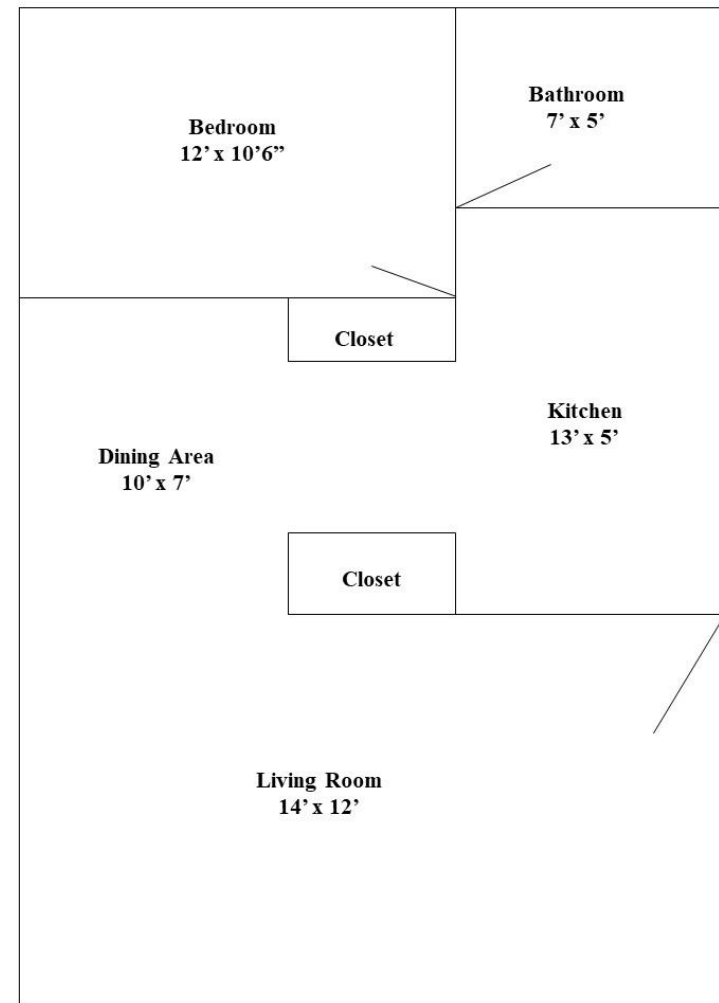 Bedroom
12’ x 10’6”
Bathroom
7’ x 5’
Closet
Kitchen
13’ x 5’
Dining Area
10’ x 7’
Closet
Living Room
14’ x 12’